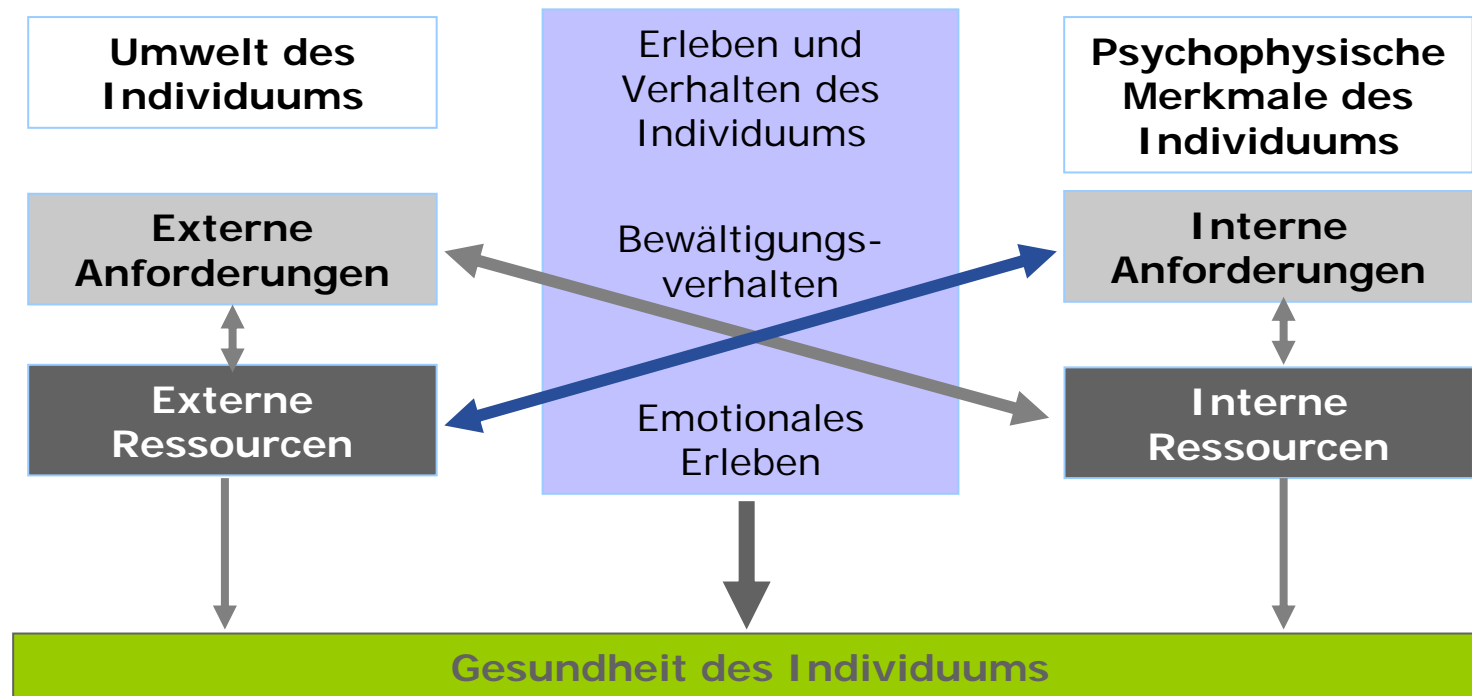 Umwelt des
Individuums
Erleben und
Verhalten des
Individuums
Psychophysische
Merkmale des
Individuums
Externe
Anforderungen
Bewältigungs-
verhalten
Interne
Anforderungen
Externe
Ressourcen
Emotionales
Erleben
Interne
Ressourcen
Gesundheit des Individuums